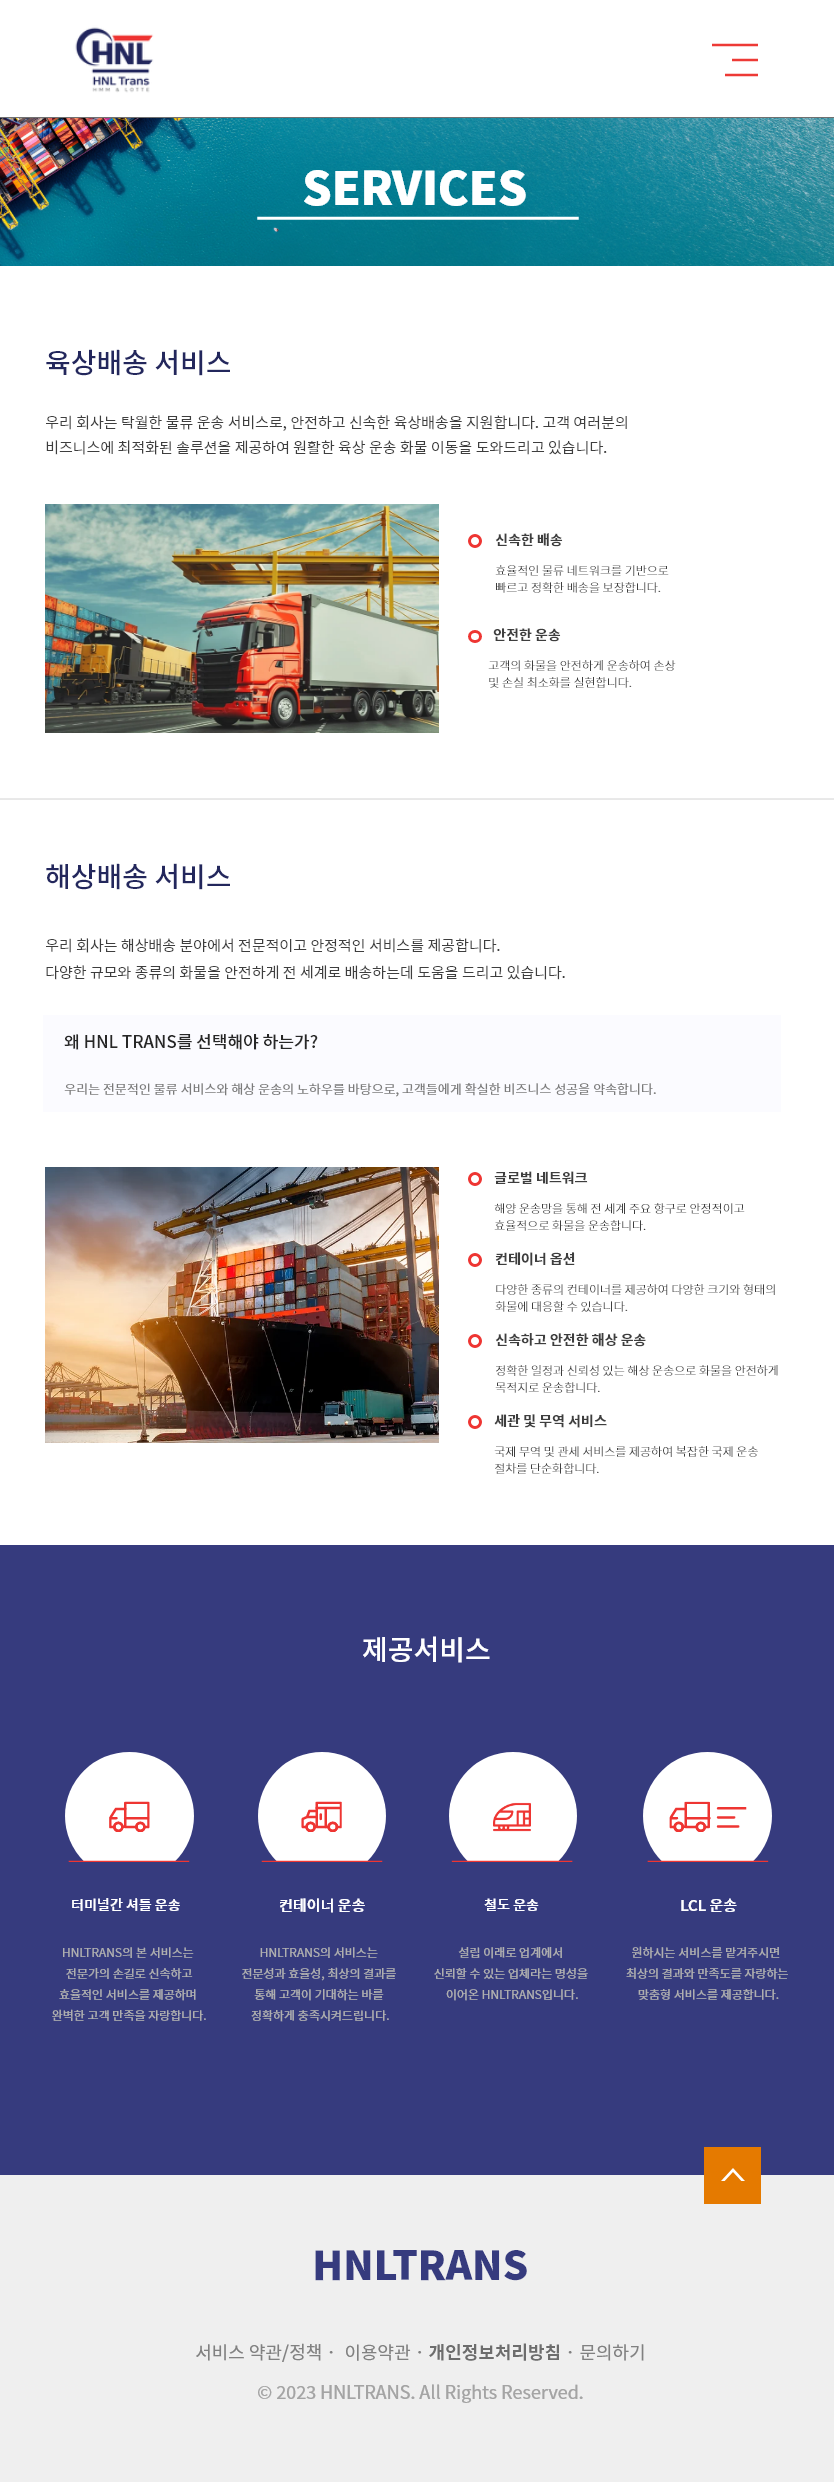 HNL
HNL Trans
HMM & LOTTE
SERVICES
육상배송 서비스
우리 회사는 탁월한 물류 운송 서비스로, 안전하고 신속한 육상배송을 지원합니다. 고객 여러분의
비즈니스에 최적화된 솔루션을 제공하여 원활한 육상 운송 화물 이동을 도와드리고 있습니다.
신속한 배송
효율적인 물류 네트워크를 기반으로
빠르고 정확한 배송을 보장합니다.
안전한 운송
고객의 화물을 안전하게 운송하여 손상
및 손실 최소화를 실현합니다.
해상배송 서비스
우리 회사는 해상배송 분야에서 전문적이고 안정적인 서비스를 제공합니다.
다양한 규모와 종류의 화물을 안전하게 전 세계로 배송하는데 도움을 드리고 있습니다.
왜 HNL TRANS를 선택해야 하는가?
우리는 전문적인 물류 서비스와 해상 운송의 노하우를 바탕으로, 고객들에게 확실한 비즈니스 성공을 약속합니다.
글로벌 네트워크
해양 운송망을 통해 전 세계 주요 항구로 안정적이고
효율적으로 화물을 운송합니다.
컨테이너 옵션
다양한 종류의 컨테이너를 제공하여 다양한 크기와 형태의
화물에 대응할 수 있습니다.
신속하고 안전한 해상 운송
정확한 일정과 신뢰성 있는 해상 운송으로 화물을 안전하게
목적지로 운송합니다.
세관 및 무역 서비스
국제 무역 및 관세 서비스를 제공하여 복잡한 국제 운송
절차를 단순화합니다.
제공서비스
터미널간 셔틀 운송
HNLTRANS의 본 서비스는
전문가의 손길로 신속하고
효율적인 서비스를 제공하며
완벽한 고객 만족을 자랑합니다.
컨테이너 운송
HNLTRANS의 서비스는
전문성과 효율성, 최상의 결과를
통해 고객이 기대하는 바를
정확하게 충족시켜드립니다.
철도 운송
설립 이래로 업계에서
신뢰할 수 있는 업체라는 명성을
이어온 HNLTRANS입니다.
LCL 운송
원하시는 서비스를 맡겨주시면
최상의 결과와 만족도를 자랑하는
맞춤형 서비스를 제공합니다.
HNLTRANS
서비스 약관/정책 · 이용약관 · 개인정보처리방침 · 문의하기
© 2023 HNLTRANS. All Rights Reserved.